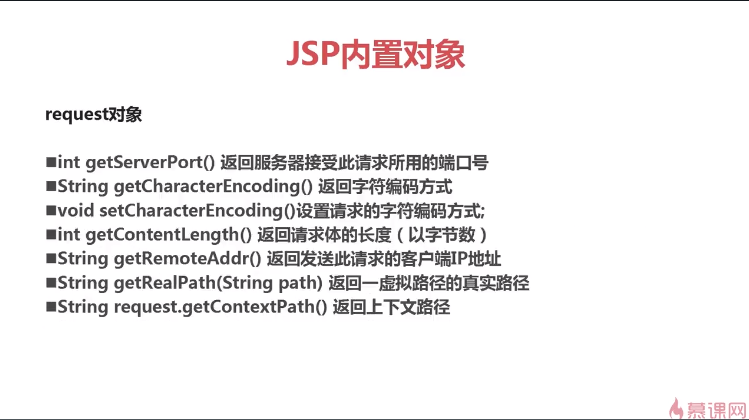 JSP内置对象
request对象
■int getServerPort() 返回服务器接受此请求所用的端口号
■String getCharacterEncoding() 返回字符编码方式
■void setCharacterEncoding()设置请求的字符编码方式;
■int getContentLength() 返回请求体的长度（以字节数）
■String getRemoteAddr() 返回发送此请求的客户端IP地址
■String getRealPath(String path) 返回一虚拟路径的真实路径
■String request.getContextPath() 返回上下文路径
慕课网